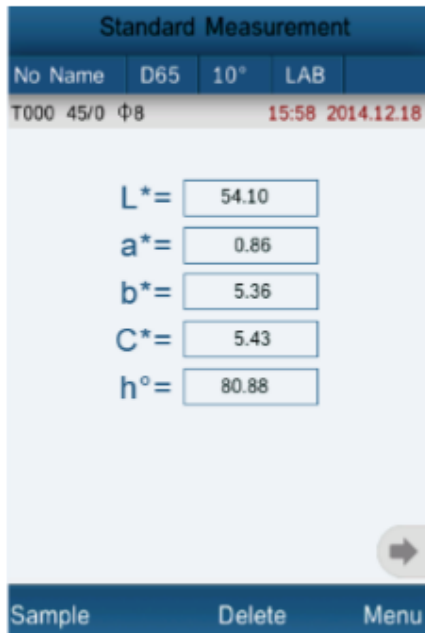 Standard Measurement
No Name D65 10° LAB
T000 45/0 Φ8 15:58 2014.12.18
L*= 54.10
a*= 0.86
b*= 5.36
C*= 5.43
h°= 80.88
Sample Delete Menu